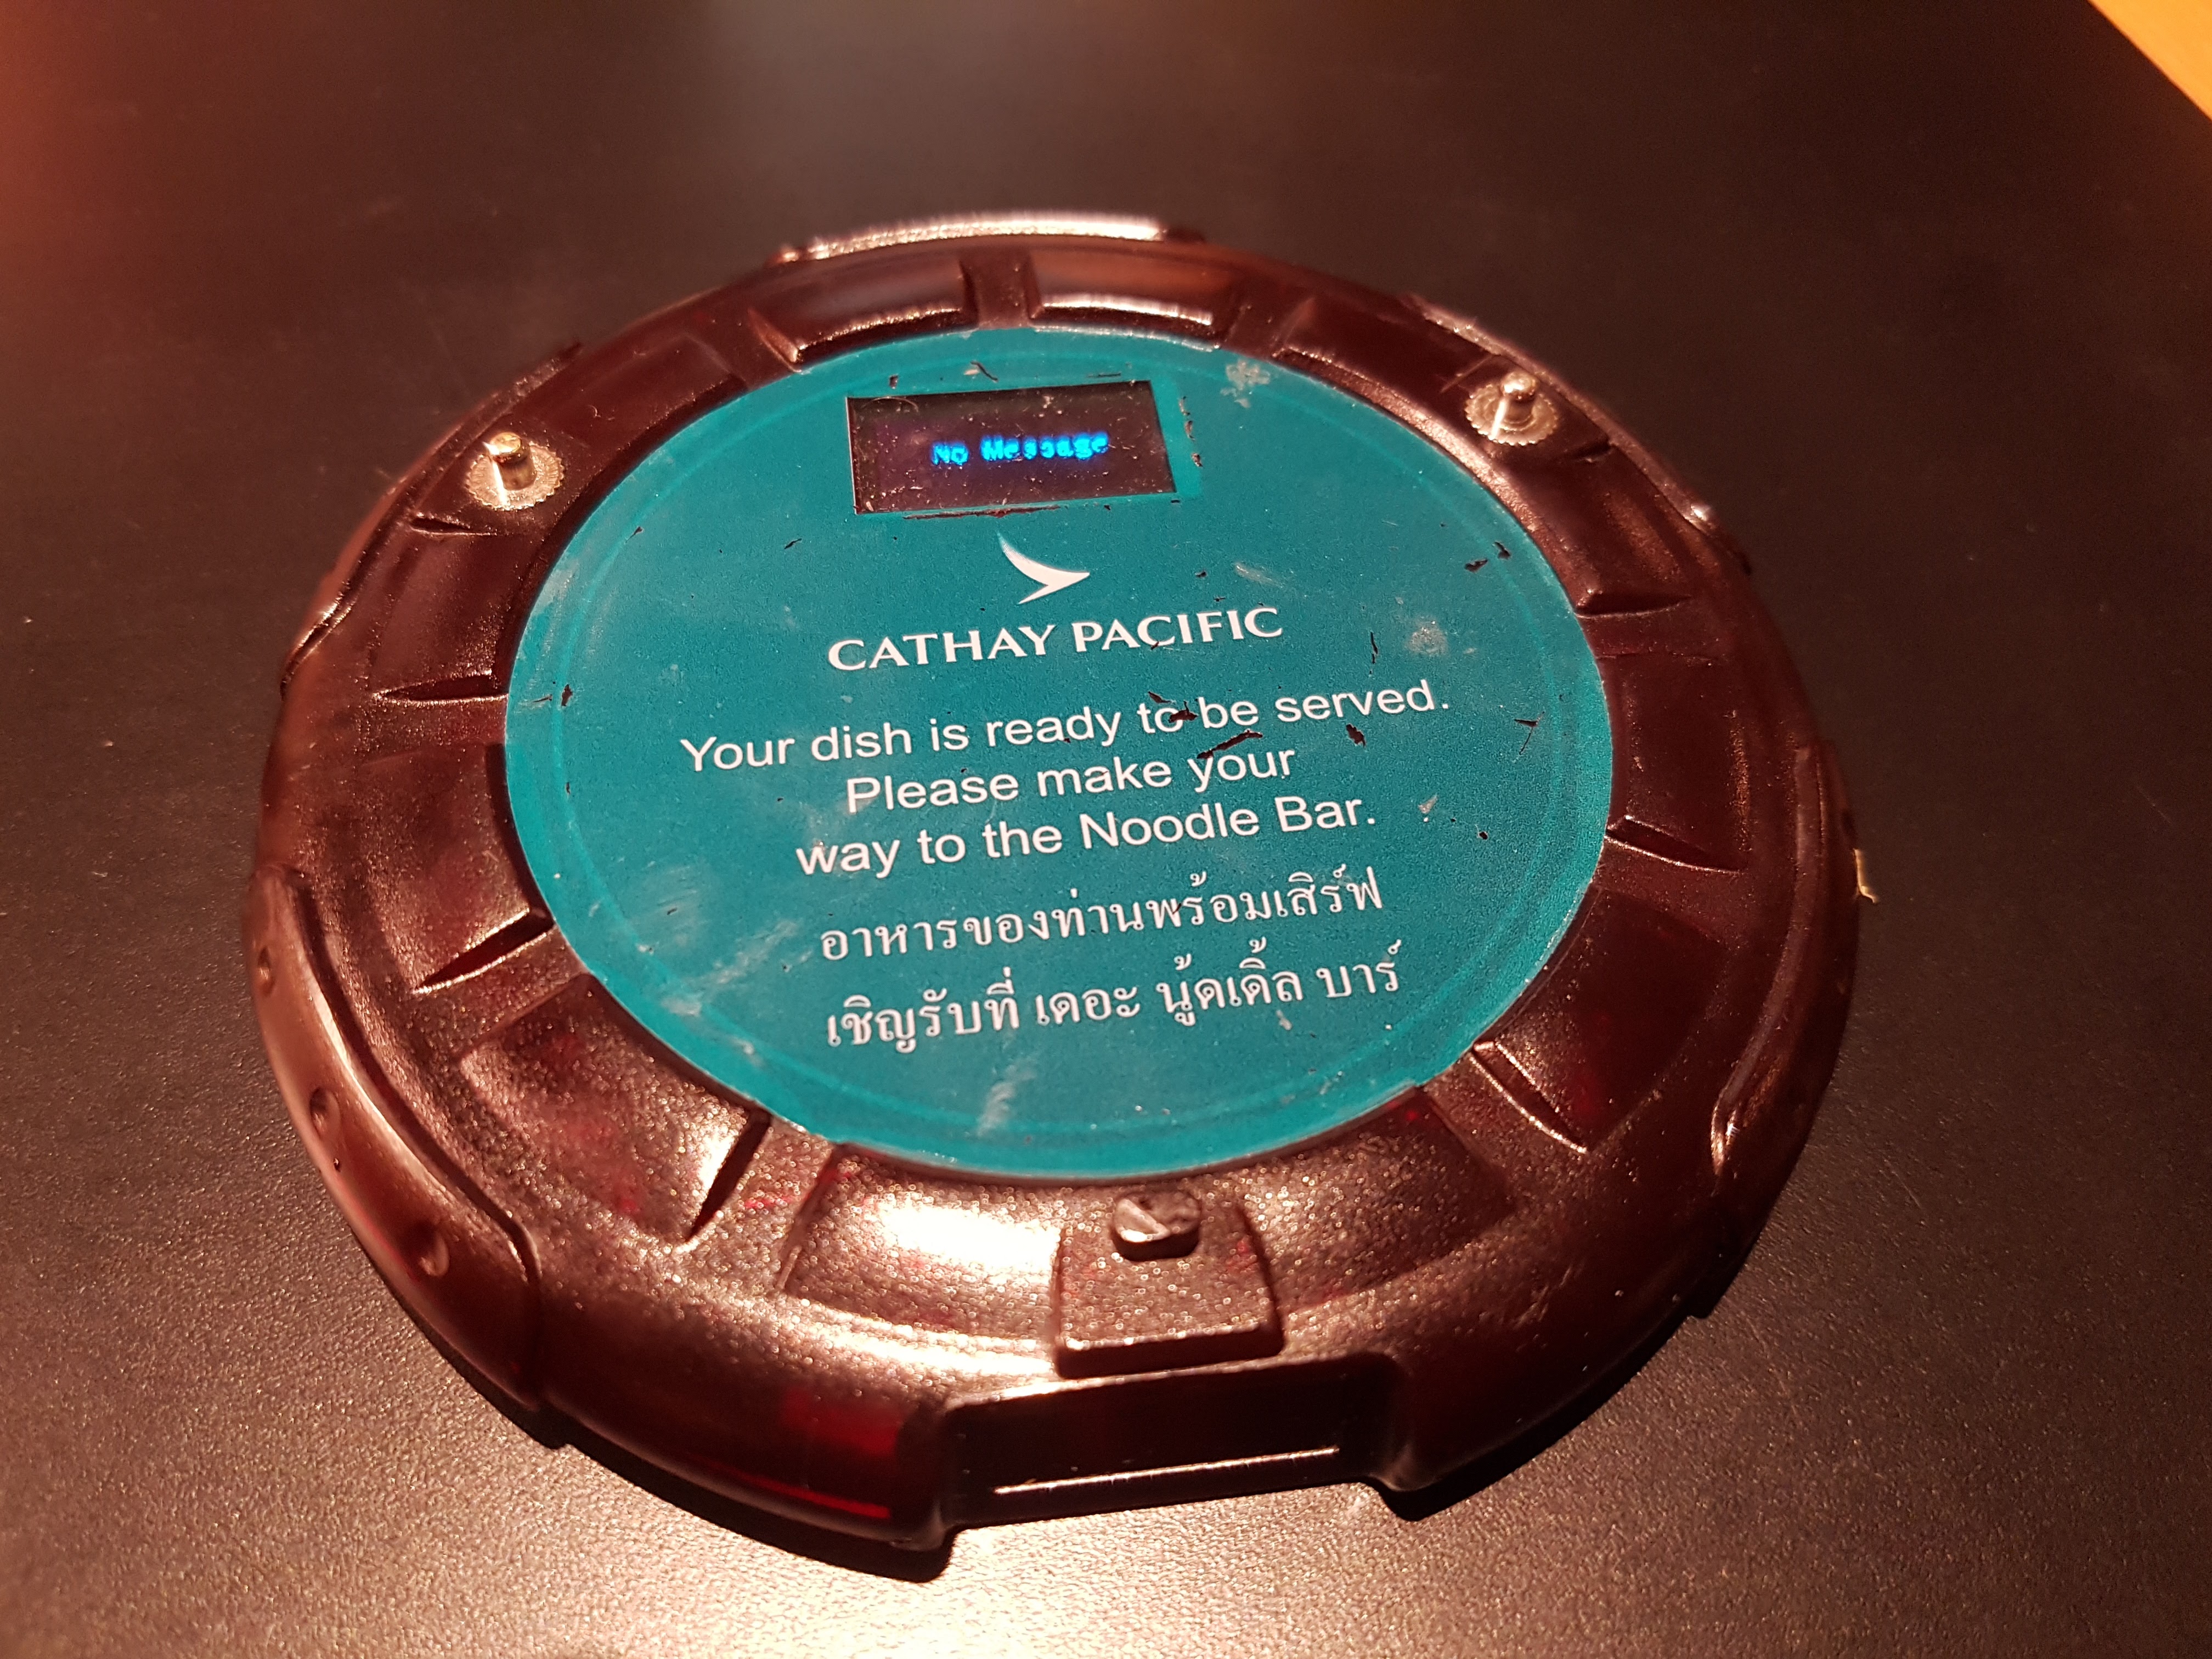 No Message
CATHAY PACIFIC
Your dish is ready to be served.
Please make your
way to the Noodle Bar.
อาหารของท่านพร้อมเสิร์ฟ
เชิญรับที่ เดอะ นู้ดเดิ้ล บาร์